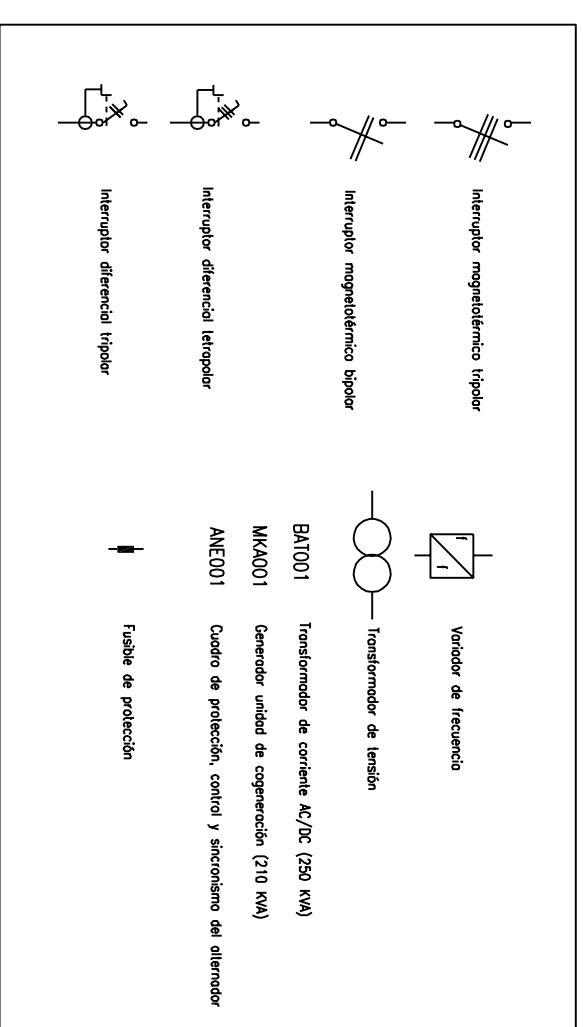 Interruptor magnetotérmico tripolar
Interruptor magnetotérmico bipolar
Interruptor diferencial tetrapolar
Interruptor diferencial tripolar
f
f
Variador de frecuencia
Transformador de tensión
BAT001 Transformador de corriente AC/DC (250 KVA)
MKA001 Generador unidad de cogeneración (210 KVA)
ANE001 Cuadro de protección, control y sincronismo del alternador
Fusible de protección